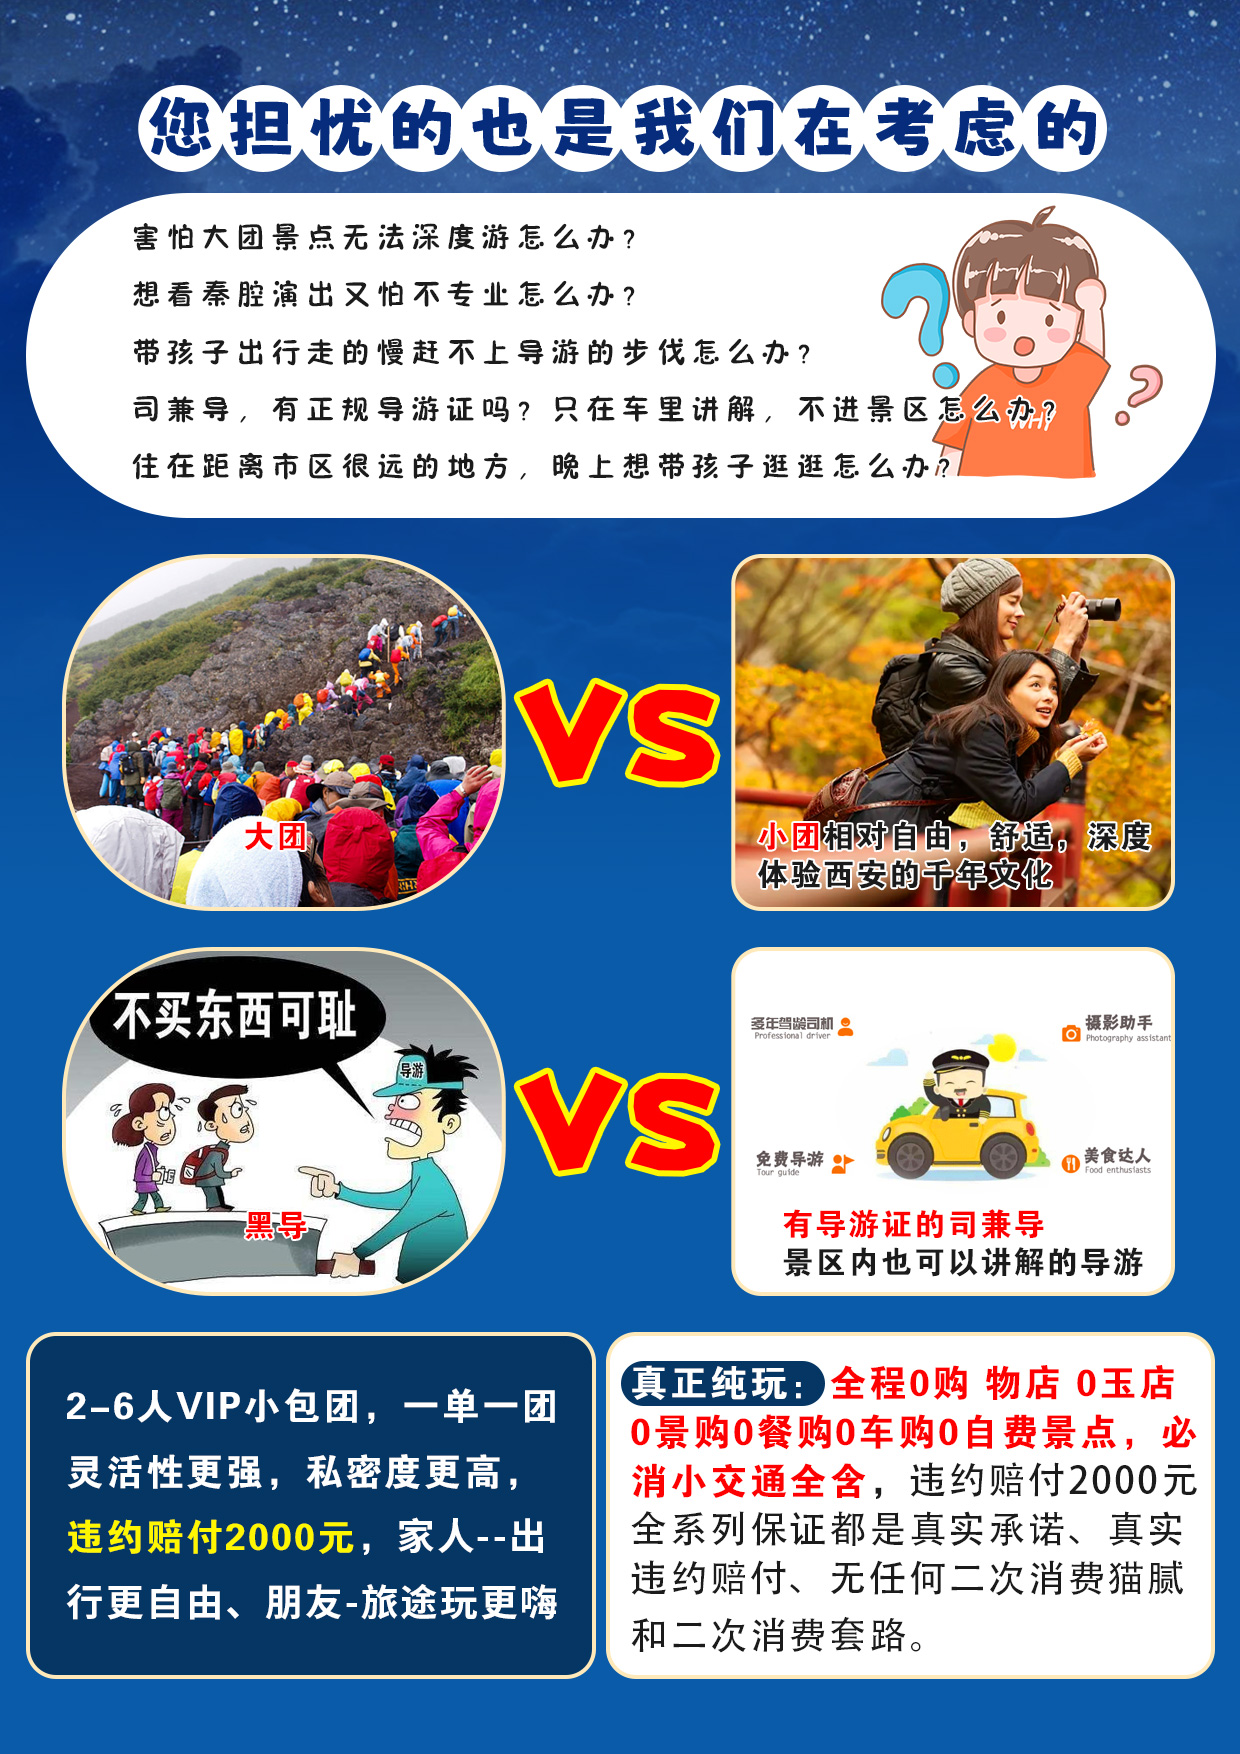 您担忧的也是我们在考虑的
害怕大团景点无法深度游怎么办?
想看秦腔演出又怕不专业怎么办?
带孩子出行走的慢赶不上导游的步伐怎么办?
司兼导,有正规导游证吗?只在车里讲解,不进景区怎么办?
住在距离市区很远的地方,晚上想带孩子逛逛怎么办?
WHY
大团
VS
小团相对自由,舒适,深度
体验西安的千年文化
不买东西可耻
导游
黑导
VS
多年驾龄司机
Professional driver
摄影助手
Photography assistant
免费导游
Tour guide
美食达人
Food enthusiasts
有导游证的司兼导
景区内也可以讲解的导游
2-6人VIP小包团,一单一团
灵活性更强,私密度更高,
违约赔付2000元,家人--出
行更自由、朋友-旅途玩更嗨
真正纯玩:全程0购 物店 0玉店
0景购0餐购0车购0自费景点,必
消小交通全含,违约赔付2000元
全系列保证都是真实承诺、真实
违约赔付、无任何二次消费猫腻
和二次消费套路。